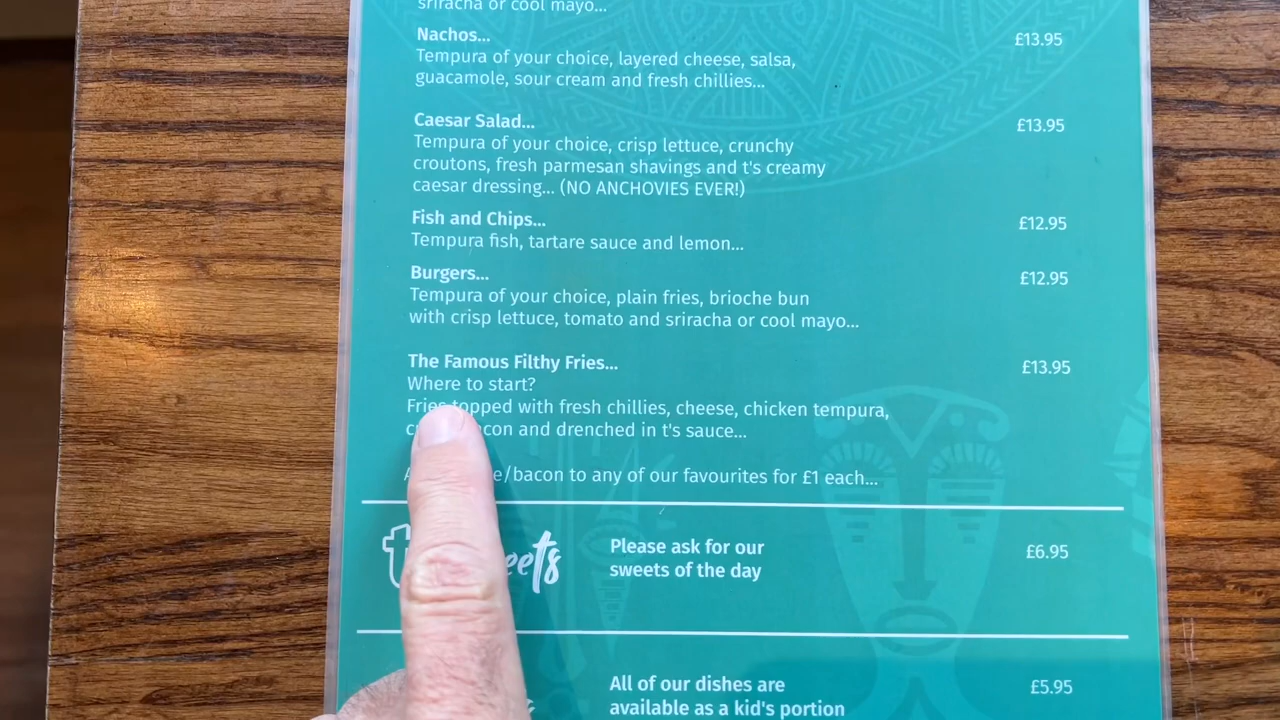 sriracha or cool mayo...
Nachos... £13.95
Tempura of your choice, layered cheese, salsa,
guacamole, sour cream and fresh chillies...
Caesar Salad... £13.95
Tempura of your choice, crisp lettuce, crunchy
croutons, fresh parmesan shavings and t's creamy
caesar dressing... (NO ANCHOVIES EVER!)
Fish and Chips... £12.95
Tempura fish, tartare sauce and lemon...
Burgers... £12.95
Tempura of your choice, plain fries, brioche bun
with crisp lettuce, tomato and sriracha or cool mayo...
The Famous Filthy Fries... £13.95
Where to start?
Fries topped with fresh chillies, cheese, chicken tempura,
and drenched in t's sauce...
/bacon to any of our favourites for £1 each...
Please ask for our £6.95
sweets of the day
All of our dishes are £5.95
available as a kid's portion